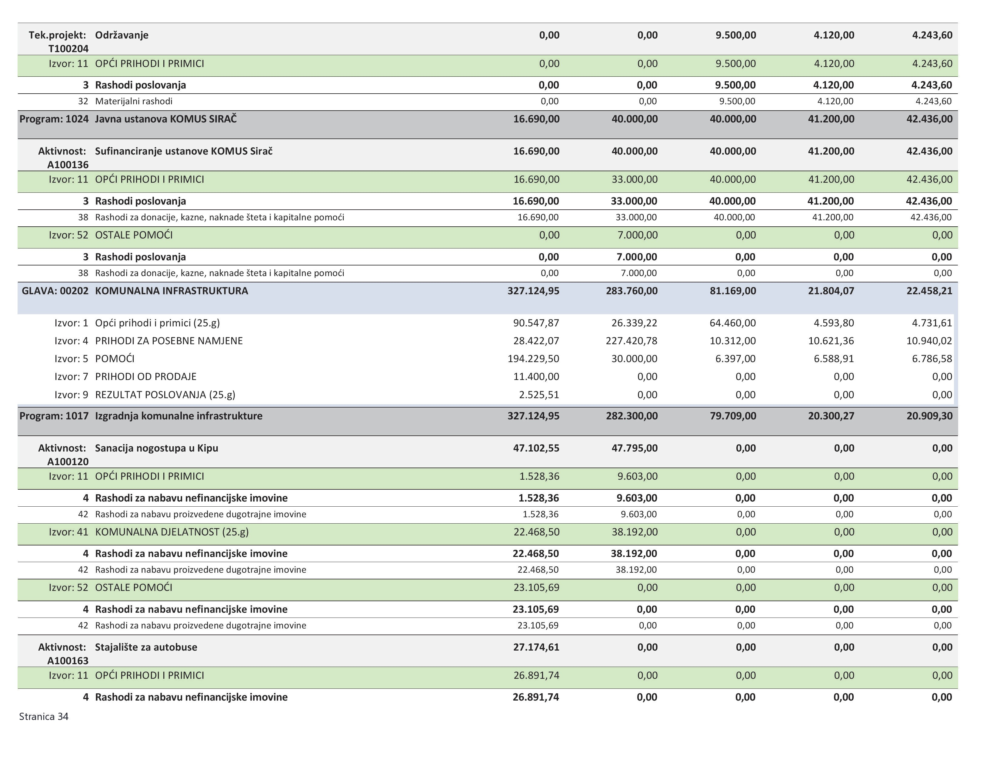 Tek.projekt: Održavanje 0,00 0,00 9.500,00 4.120,00 4.243,60
T100204
Izvor: 11 OPĆI PRIHODI I PRIMICI 0,00 0,00 9.500,00 4.120,00 4.243,60
3 Rashodi poslovanja 0,00 0,00 9.500,00 4.120,00 4.243,60
32 Materijalni rashodi 0,00 0,00 9.500,00 4.120,00 4.243,60
Program: 1024 Javna ustanova KOMUS SIRAČ 16.690,00 40.000,00 40.000,00 41.200,00 42.436,00
Aktivnost: Sufinanciranje ustanove KOMUS Sirač 16.690,00 40.000,00 40.000,00 41.200,00 42.436,00
A100136
Izvor: 11 OPĆI PRIHODI I PRIMICI 16.690,00 33.000,00 40.000,00 41.200,00 42.436,00
3 Rashodi poslovanja 16.690,00 33.000,00 40.000,00 41.200,00 42.436,00
38 Rashodi za donacije, kazne, naknade šteta i kapitalne pomoći 16.690,00 33.000,00 40.000,00 41.200,00 42.436,00
Izvor: 52 OSTALE POMOĆI 0,00 7.000,00 0,00 0,00 0,00
3 Rashodi poslovanja 0,00 7.000,00 0,00 0,00 0,00
38 Rashodi za donacije, kazne, naknade šteta i kapitalne pomoći 0,00 7.000,00 0,00 0,00 0,00
GLAVA: 00202 KOMUNALNA INFRASTRUKTURA 327.124,95 283.760,00 81.169,00 21.804,07 22.458,21
Izvor: 1 Opći prihodi i primici (25.g) 90.547,87 26.339,22 64.460,00 4.593,80 4.731,61
Izvor: 4 PRIHODI ZA POSEBNE NAMJENE 28.422,07 227.420,78 10.312,00 10.621,36 10.940,02
Izvor: 5 POMOĆI 194.229,50 30.000,00 6.397,00 6.588,91 6.786,58
Izvor: 7 PRIHODI OD PRODAJE 11.400,00 0,00 0,00 0,00 0,00
Izvor: 9 REZULTAT POSLOVANJA (25.g) 2.525,51 0,00 0,00 0,00 0,00
Program: 1017 Izgradnja komunalne infrastrukture 327.124,95 282.300,00 79.709,00 20.300,27 20.909,30
Aktivnost: Sanacija nogostupa u Kipu 47.102,55 47.795,00 0,00 0,00 0,00
A100120
Izvor: 11 OPĆI PRIHODI I PRIMICI 1.528,36 9.603,00 0,00 0,00 0,00
4 Rashodi za nabavu nefinancijske imovine 1.528,36 9.603,00 0,00 0,00 0,00
42 Rashodi za nabavu proizvedene dugotrajne imovine 1.528,36 9.603,00 0,00 0,00 0,00
Izvor: 41 KOMUNALNA DJELATNOST (25.g) 22.468,50 38.192,00 0,00 0,00 0,00
4 Rashodi za nabavu nefinancijske imovine 22.468,50 38.192,00 0,00 0,00 0,00
42 Rashodi za nabavu proizvedene dugotrajne imovine 22.468,50 38.192,00 0,00 0,00 0,00
Izvor: 52 OSTALE POMOĆI 23.105,69 0,00 0,00 0,00 0,00
4 Rashodi za nabavu nefinancijske imovine 23.105,69 0,00 0,00 0,00 0,00
42 Rashodi za nabavu proizvedene dugotrajne imovine 23.105,69 0,00 0,00 0,00 0,00
Aktivnost: Stajalište za autobuse 27.174,61 0,00 0,00 0,00 0,00
A100163
Izvor: 11 OPĆI PRIHODI I PRIMICI 26.891,74 0,00 0,00 0,00 0,00
4 Rashodi za nabavu nefinancijske imovine 26.891,74 0,00 0,00 0,00 0,00
Stranica 34